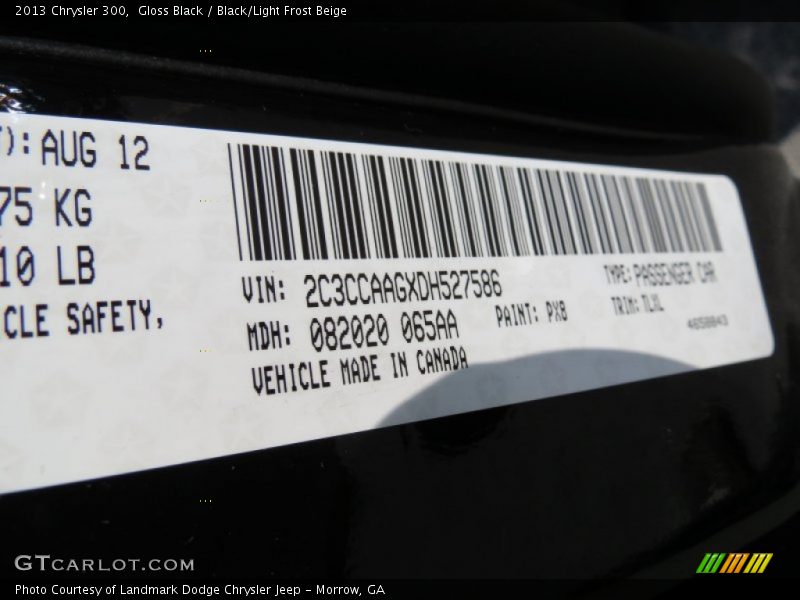 2013 Chrysler 300,  Gloss Black / Black/Light Frost Beige
T): AUG 12
75 KG
10 LB
CLE SAFETY,
VIN: 2C3CCAAGXDH527586
TYPE: PASSENGER CAR
MDH: 082020 065AA
PAINT: PX8
TRIM: TLXL
VEHICLE MADE IN CANADA
GTCARLOT.COM
Photo Courtesy of Landmark Dodge Chrysler Jeep - Morrow, GA